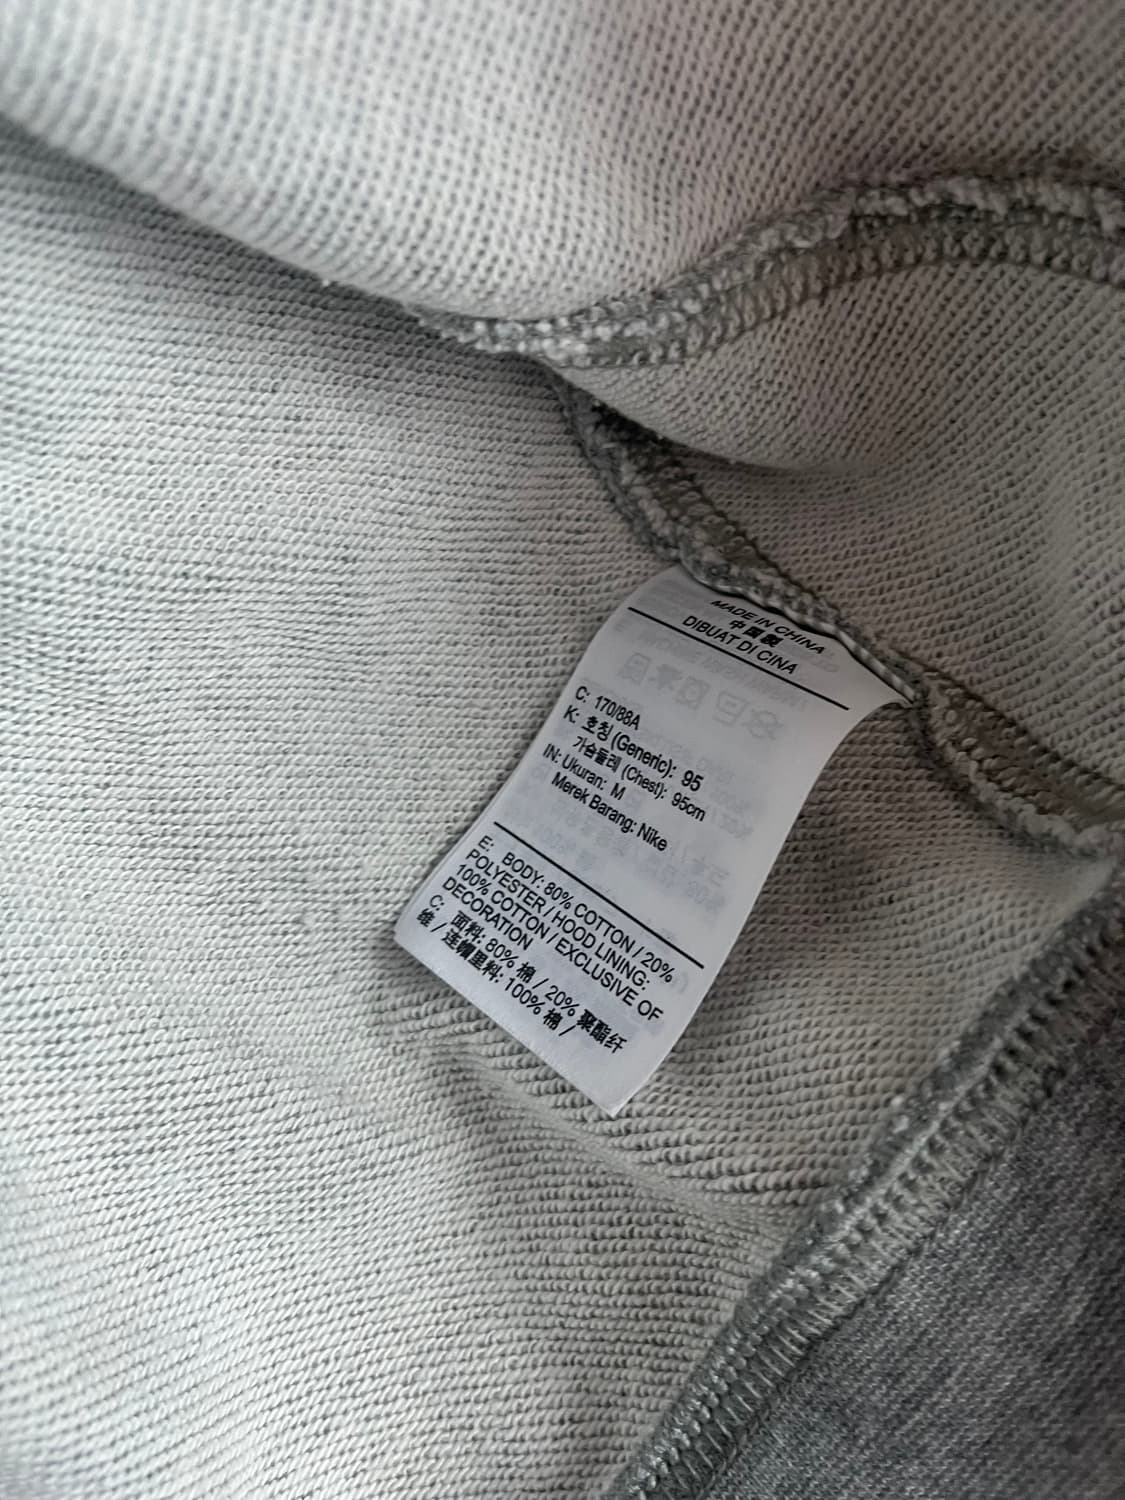 MADE IN CHINA
中国製
DIBUAT DI CINA
C: 170/88A
K: 호칭 (Generic): 95
가슴둘레 (Chest): 95cm
IN: Ukuran: M
Merek Barang: Nike
E: BODY: 80% COTTON / 20%
POLYESTER / HOOD LINING:
100% COTTON / EXCLUSIVE OF
DECORATION
C: 面料: 80% 棉 / 20% 聚酯纤
维 / 连帽里料: 100% 棉 /